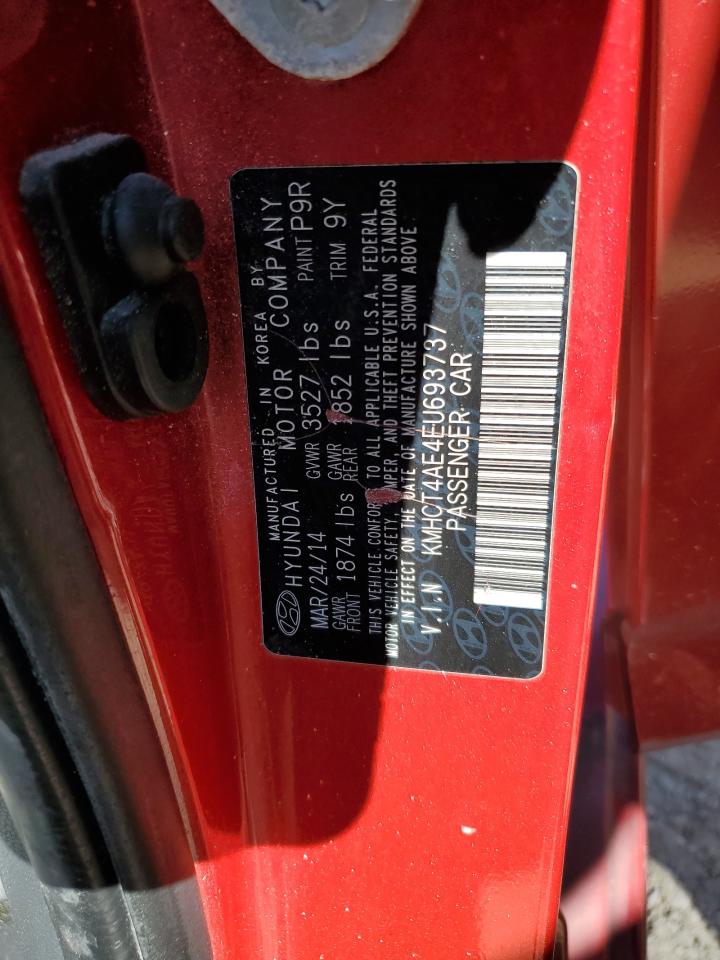 MANUFACTURED IN KOREA BY
HYUNDAI MOTOR COMPANY
MAR/24/14 GVWR 3527 lbs PAINT P9R
GAWR FRONT 1874 lbs GAWR REAR 1852 lbs TRIM 9Y
THIS VEHICLE CONFORMS TO ALL APPLICABLE U.S.A. FEDERAL
MOTOR VEHICLE SAFETY, BUMPER, AND THEFT PREVENTION STANDARDS
IN EFFECT ON THE DATE OF MANUFACTURE SHOWN ABOVE
V.I.N KMHCT4AE4EU693737
PASSENGER CAR